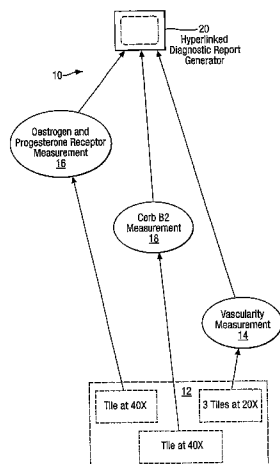 20
Hyperlinked
Diagnostic Report
Generator
10
Oestrogen and
Progesterone Receptor
Measurement
16
Cerb B2
Measurement
18
Vascularity
Measurement
14
12
Tile at 40X
3 Tiles at 20X
Tile at 40X